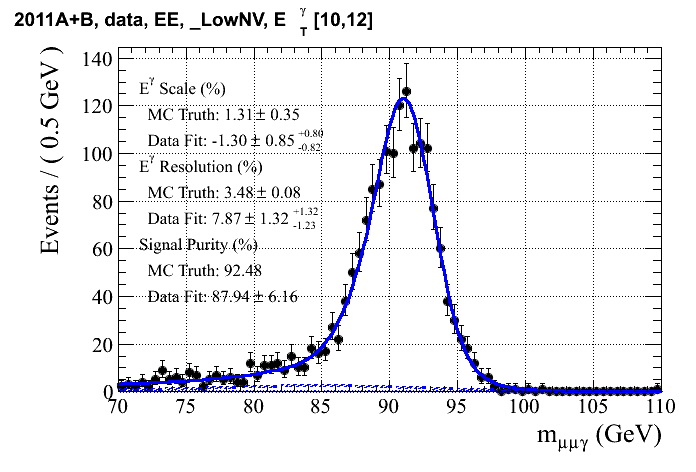 2011A+B, data, EE, _LowNV, E γ T [10,12]
Events / ( 0.5 GeV )
140
120
100
80
60
40
20
0
Eγ Scale (%)
MC Truth: 1.31 ± 0.35
Data Fit: -1.30 ± 0.85 +0.80 -0.82
Eγ Resolution (%)
MC Truth: 3.48 ± 0.08
Data Fit: 7.87 ± 1.32 +1.32 -1.23
Signal Purity (%)
MC Truth: 92.48
Data Fit: 87.94 ± 6.16
70 75 80 85 90 95 100 105 110
mμμγ (GeV)